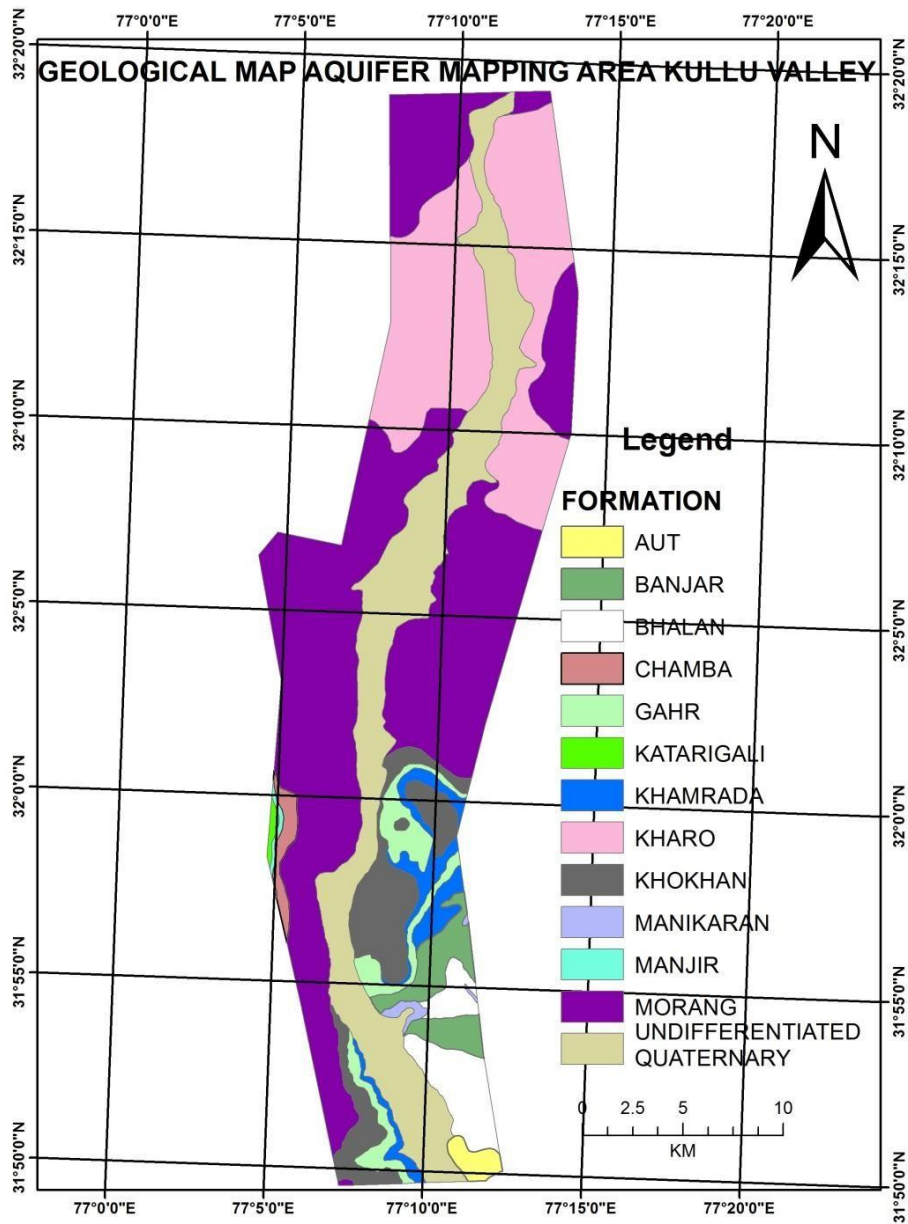 77°0'0"E 77°5'0"E 77°10'0"E 77°15'0"E 77°20'0"E
GEOLOGICAL MAP AQUIFER MAPPING AREA KULLU VALLEY
32°20'0"N 32°20'0"N
N
32°15'0"N 32°15'0"N
32°10'0"N 32°10'0"N
Legend
FORMATION
AUT
BANJAR
BHALAN
CHAMBA
GAHR
KATARIGALI
KHAMRADA
KHARO
KHOKHAN
MANIKARAN
MANJIR
MORANG
UNDIFFERENTIATED
QUATERNARY
32°5'0"N 32°5'0"N
32°0'0"N 32°0'0"N
31°55'0"N 31°55'0"N
0 2.5 5 10
KM
31°50'0"N 31°50'0"N
77°0'0"E 77°5'0"E 77°10'0"E 77°15'0"E 77°20'0"E